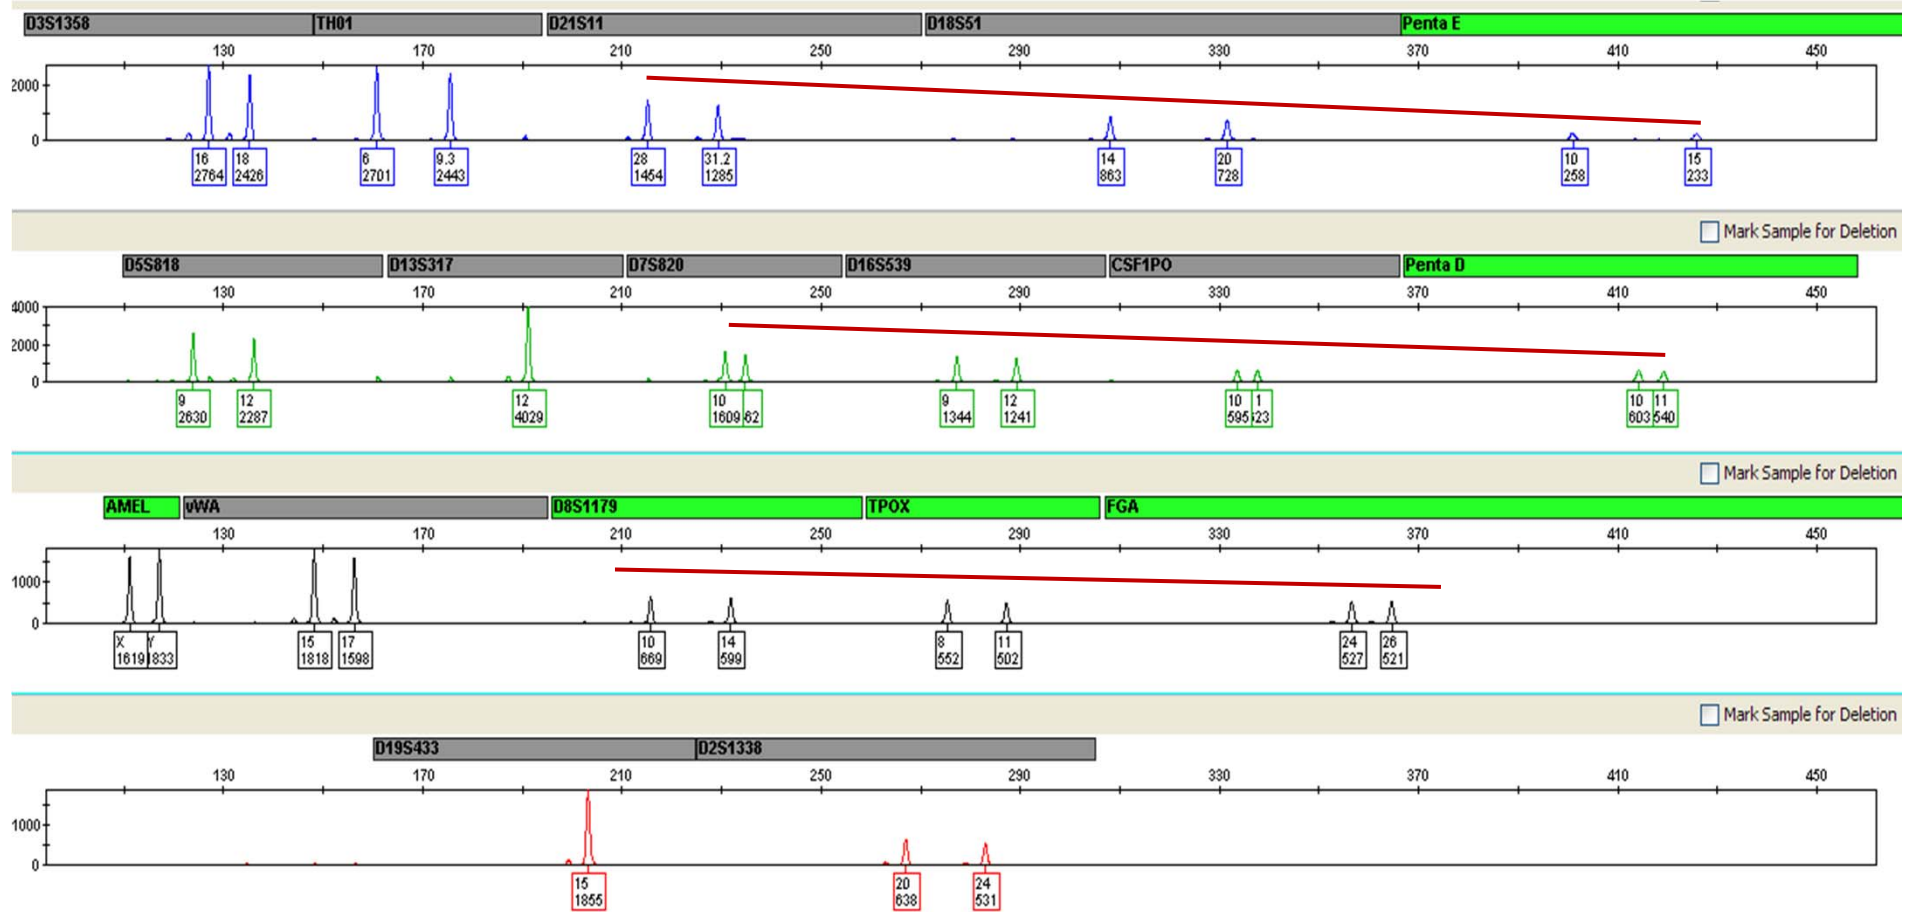 D3S1358 TH01 D21S11 D18S51 Penta E
130 170 210 250 290 330 370 410 450
2000
0
16 18 6 9.3 28 31.2 14 20 10 15
2764 2426 2701 2443 1454 1285 863 728 258 233
Mark Sample for Deletion
D5S818 D13S317 D7S820 D16S539 CSF1PO Penta D
130 170 210 250 290 330 370 410 450
4000
2000
0
9 12 12 10 9 12 10 1 10 11
2630 2287 4029 1609 62 1344 1241 595 23 603 540
Mark Sample for Deletion
AMEL vWA D8S1179 TPOX FGA
130 170 210 250 290 330 370 410 450
1000
0
X Y 15 17 10 14 8 11 24 26
1619 1833 1818 1598 669 599 552 502 527 521
Mark Sample for Deletion
D19S433 D2S1338
130 170 210 250 290 330 370 410 450
1000
0
15 20 24
1855 638 531